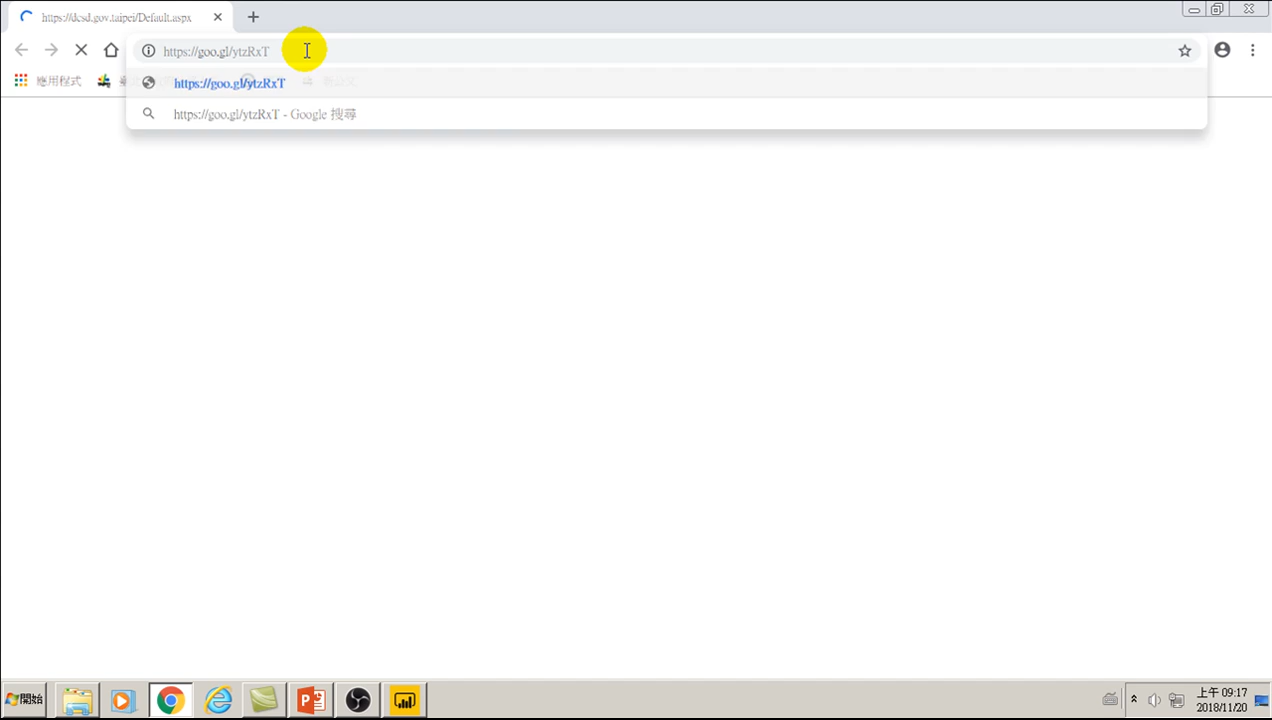 https://dcsd.gov.taipei/Default.aspx
https://goo.gl/ytzRxT
應用程式
https://goo.gl/ytzRxT
https://goo.gl/ytzRxT - Google 搜尋
開始
上午 09:17
2018/11/20